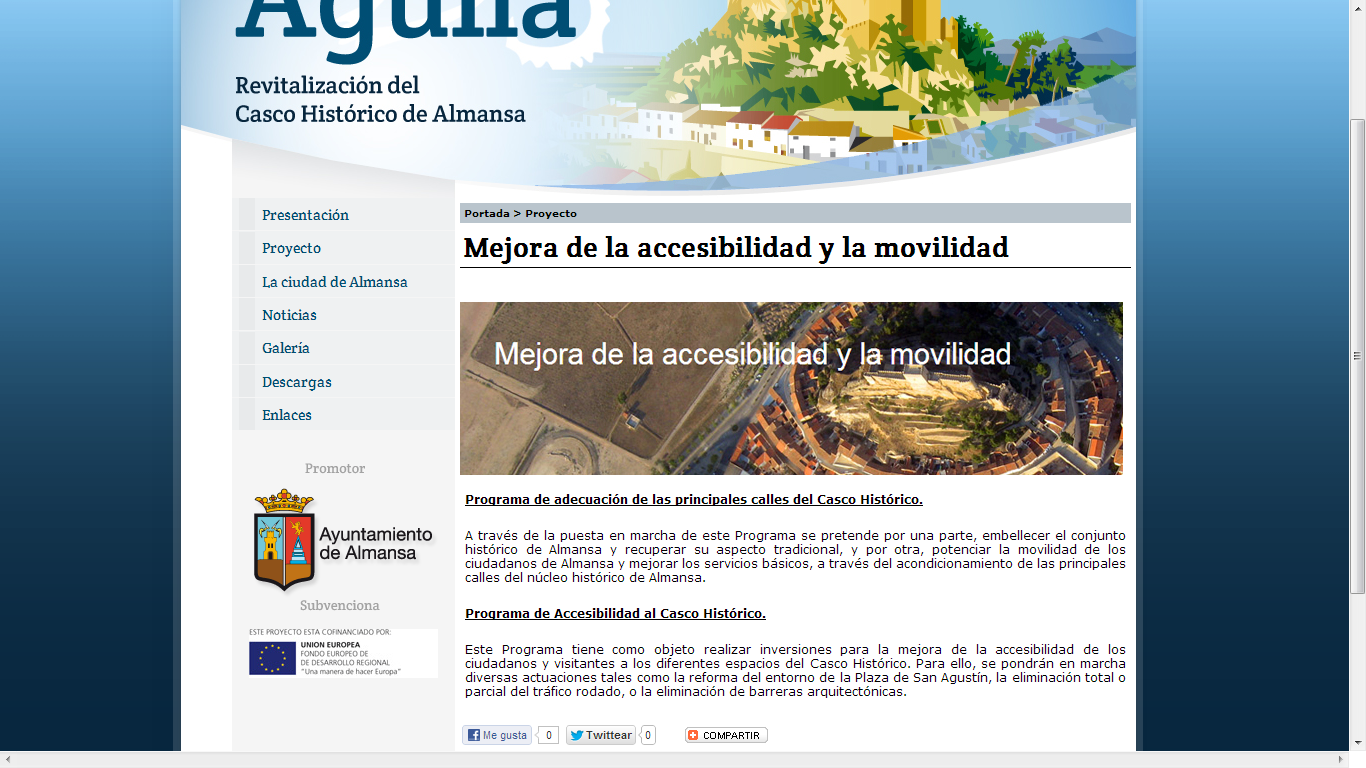 Aguila
Revitalización del
Casco Histórico de Almansa
Presentación
Proyecto
La ciudad de Almansa
Noticias
Galería
Descargas
Enlaces
Promotor
Ayuntamiento
de Almansa
Subvenciona
ESTE PROYECTO ESTA COFINANCIADO POR:
UNION EUROPEA
FONDO EUROPEO DE
DE DESARROLLO REGIONAL
"Una manera de hacer Europa"
Portada > Proyecto
Mejora de la accesibilidad y la movilidad
Mejora de la accesibilidad y la movilidad
Programa de adecuación de las principales calles del Casco Histórico.
A través de la puesta en marcha de este Programa se pretende por una parte, embellecer el conjunto
histórico de Almansa y recuperar su aspecto tradicional, y por otra, potenciar la movilidad de los
ciudadanos de Almansa y mejorar los servicios básicos, a través del acondicionamiento de las principales
calles del núcleo histórico de Almansa.
Programa de Accesibilidad al Casco Histórico.
Este Programa tiene como objeto realizar inversiones para la mejora de la accesibilidad de los
ciudadanos y visitantes a los diferentes espacios del Casco Histórico. Para ello, se pondrán en marcha
diversas actuaciones tales como la reforma del entorno de la Plaza de San Agustín, la eliminación total o
parcial del tráfico rodado, o la eliminación de barreras arquitectónicas.
Me gusta 0 Twittear 0 COMPARTIR